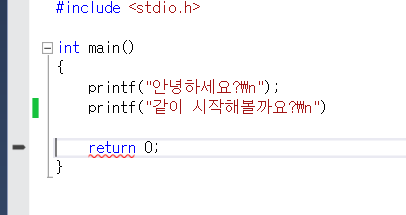 #include <stdio.h>
int main()
{
printf("안녕하세요?₩n");
printf("같이 시작해볼까요?₩n")
return 0;
}